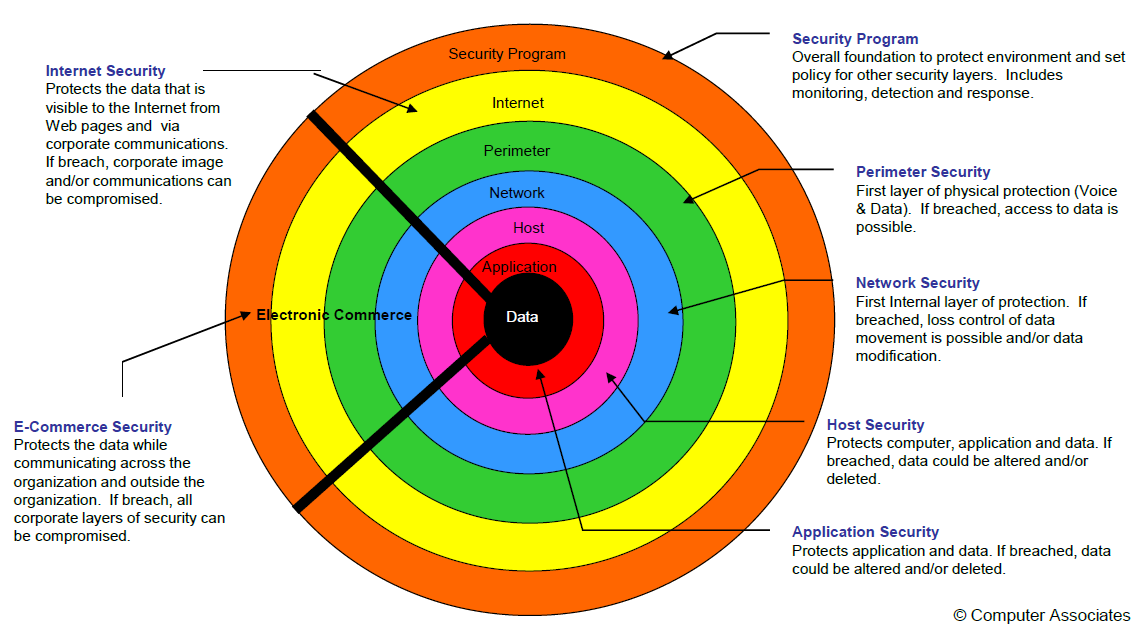 Security Program
Internet
Perimeter
Network
Host
Application
Data
Electronic Commerce
Internet Security
Protects the data that is
visible to the Internet from
Web pages and via
corporate communications.
If breach, corporate image
and/or communications can
be compromised.
E-Commerce Security
Protects the data while
communicating across the
organization and outside the
organization. If breach, all
corporate layers of security can
be compromised.
Security Program
Overall foundation to protect environment and set
policy for other security layers. Includes
monitoring, detection and response.
Perimeter Security
First layer of physical protection (Voice
& Data). If breached, access to data is
possible.
Network Security
First Internal layer of protection. If
breached, loss control of data
movement is possible and/or data
modification.
Host Security
Protects computer, application and data. If
breached, data could be altered and/or
deleted.
Application Security
Protects application and data. If breached, data
could be altered and/or deleted.
© Computer Associates